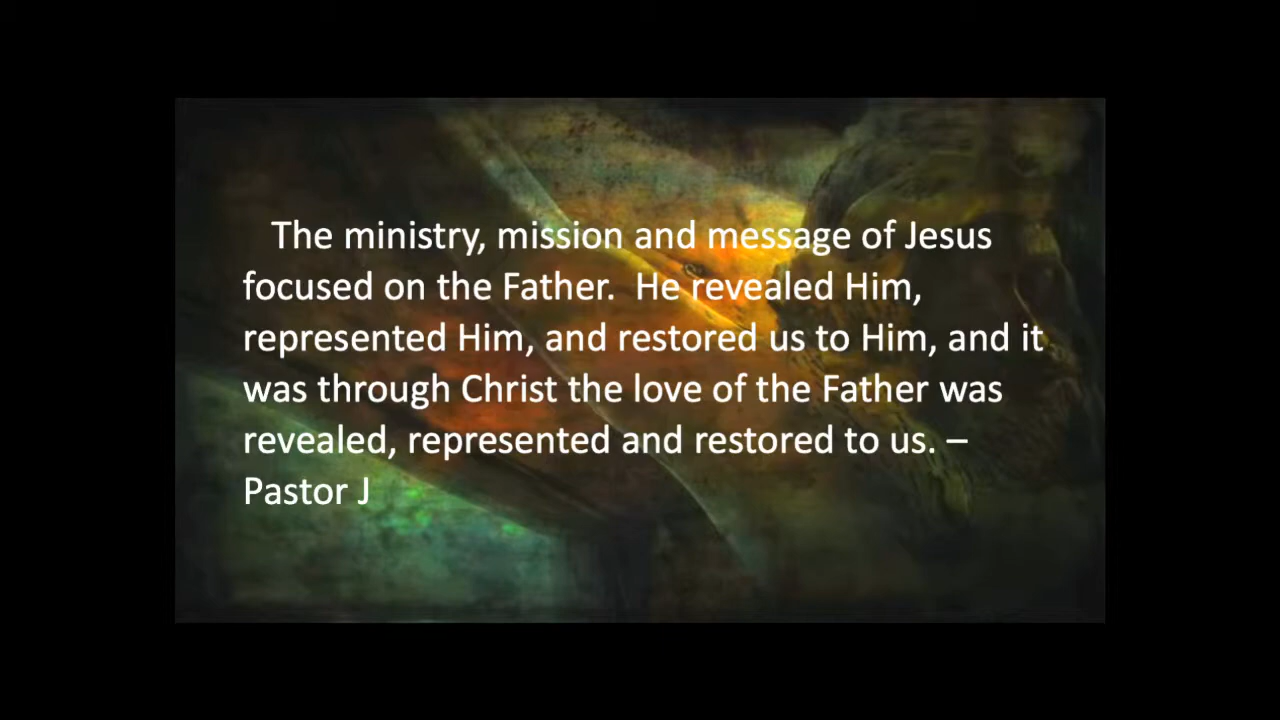 The ministry, mission and message of Jesus
focused on the Father.  He revealed Him,
represented Him, and restored us to Him, and it
was through Christ the love of the Father was
revealed, represented and restored to us. –
Pastor J